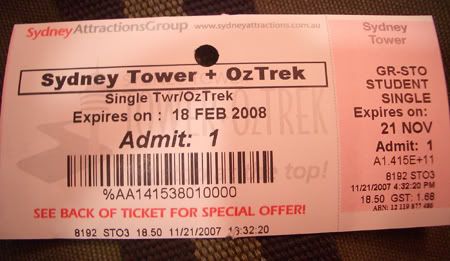 SydneyAttractionsGroup www.sydneyattractions.com.au
Sydney Tower + OzTrek
Single Twr/OzTrek
Expires on : 18 FEB 2008
Admit: 1
top!
%AA141538010000
SEE BACK OF TICKET FOR SPECIAL OFFER!
8192 STO3 18.50 11/21/2007 16:32:20
Sydney
Tower
GR-STO
STUDENT
SINGLE
Expires on:
21 NOV
Admit: 1
A1.415E+11
11/21/2007 4:32:20 PM
18.50 GST: 1.68
8192 STO3